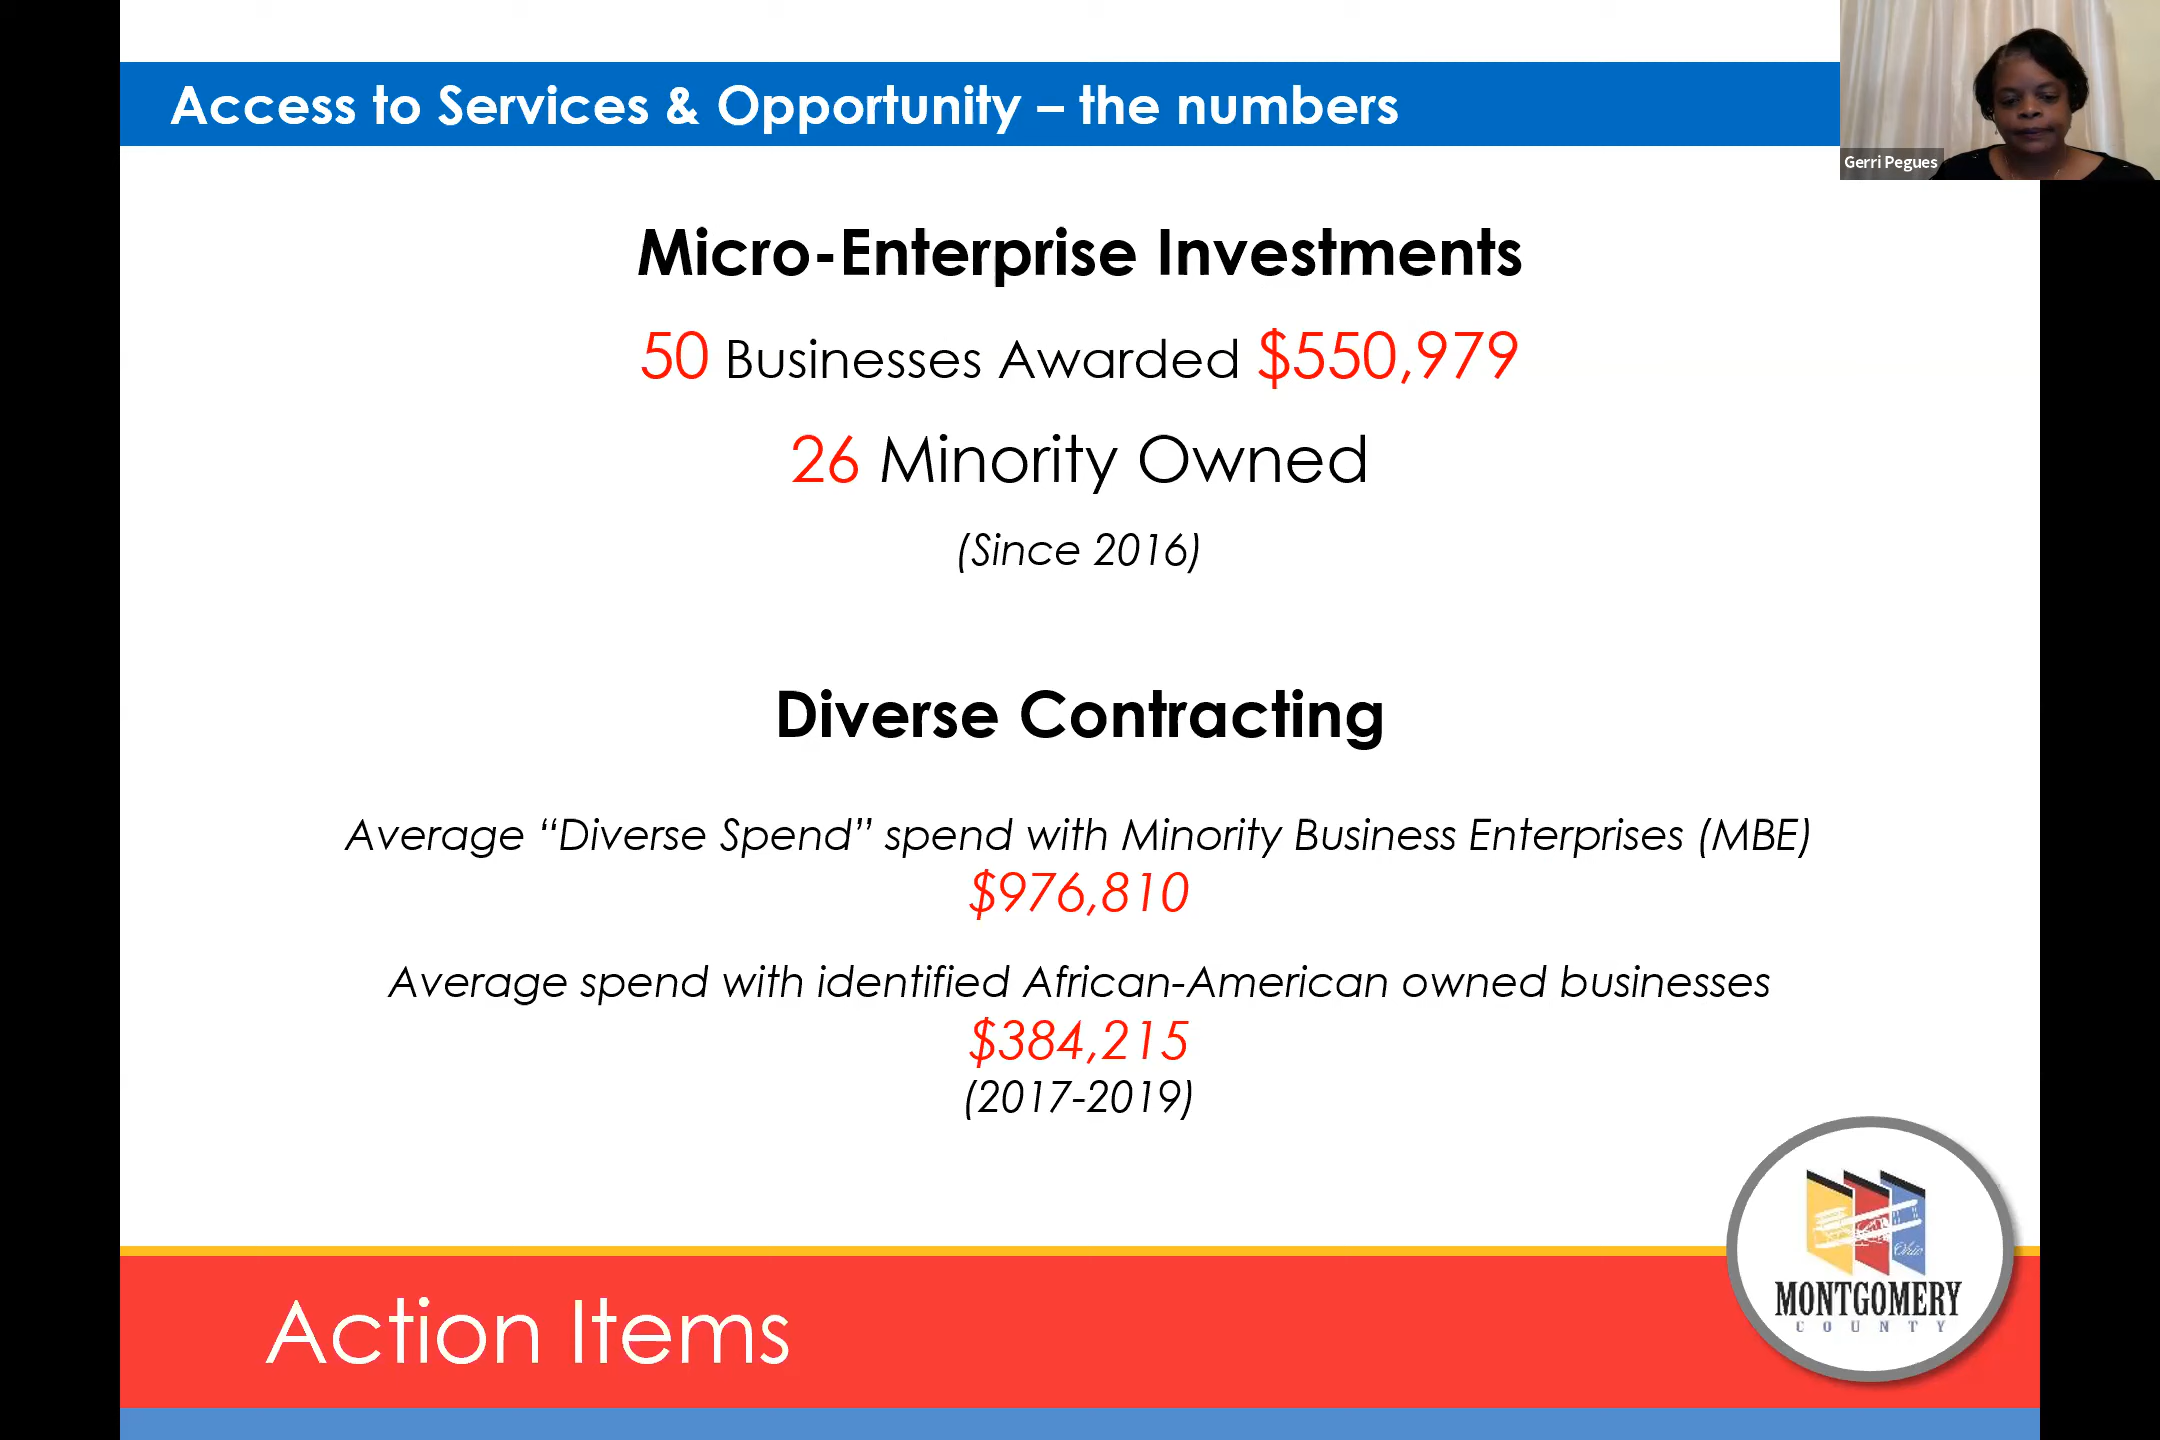 Access to Services & Opportunity – the numbers
Gerri Pegues
Micro-Enterprise Investments
50 Businesses Awarded $550,979
26 Minority Owned
(Since 2016)
Diverse Contracting
Average “Diverse Spend” spend with Minority Business Enterprises (MBE)
$976,810
Average spend with identified African-American owned businesses
$384,215
(2017-2019)
Ohio
MONTGOMERY
COUNTY
Action Items